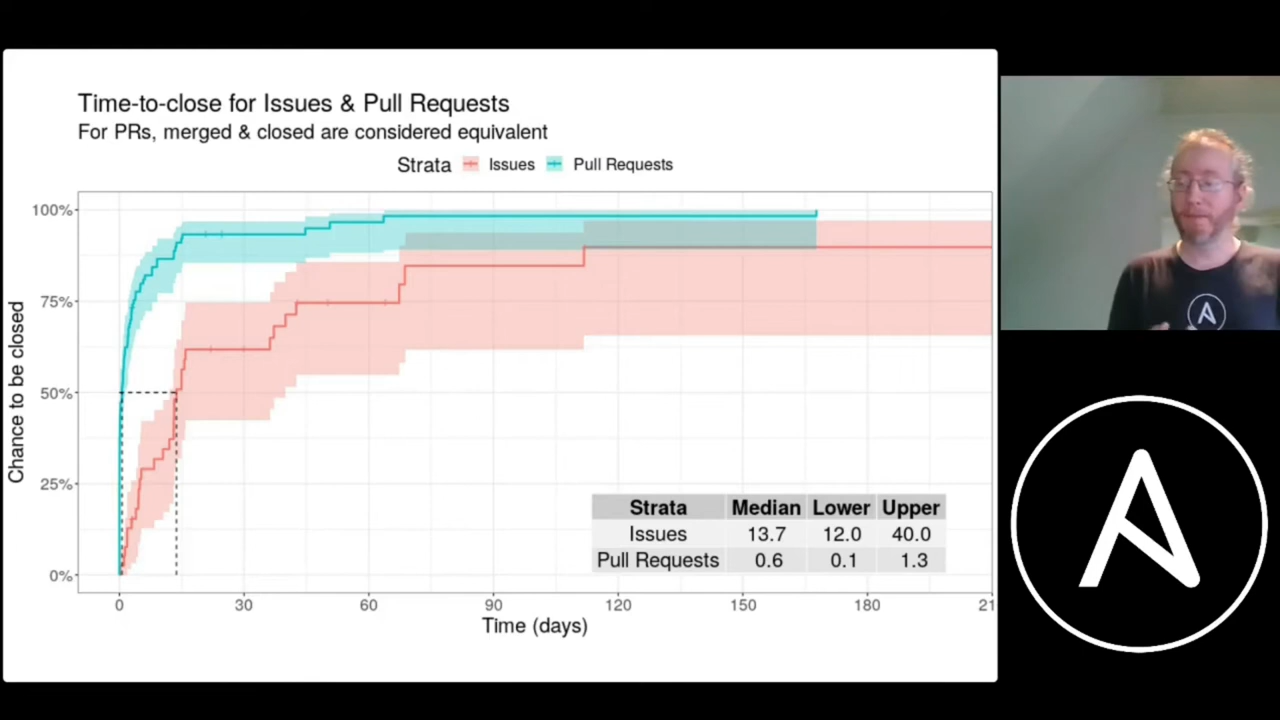 Time-to-close for Issues & Pull Requests
For PRs, merged & closed are considered equivalent
Strata Issues Pull Requests
Chance to be closed
100%
75%
50%
25%
0%
0 30 60 90 120 150 180 21
Time (days)
Strata Median Lower Upper
Issues 13.7 12.0 40.0
Pull Requests 0.6 0.1 1.3